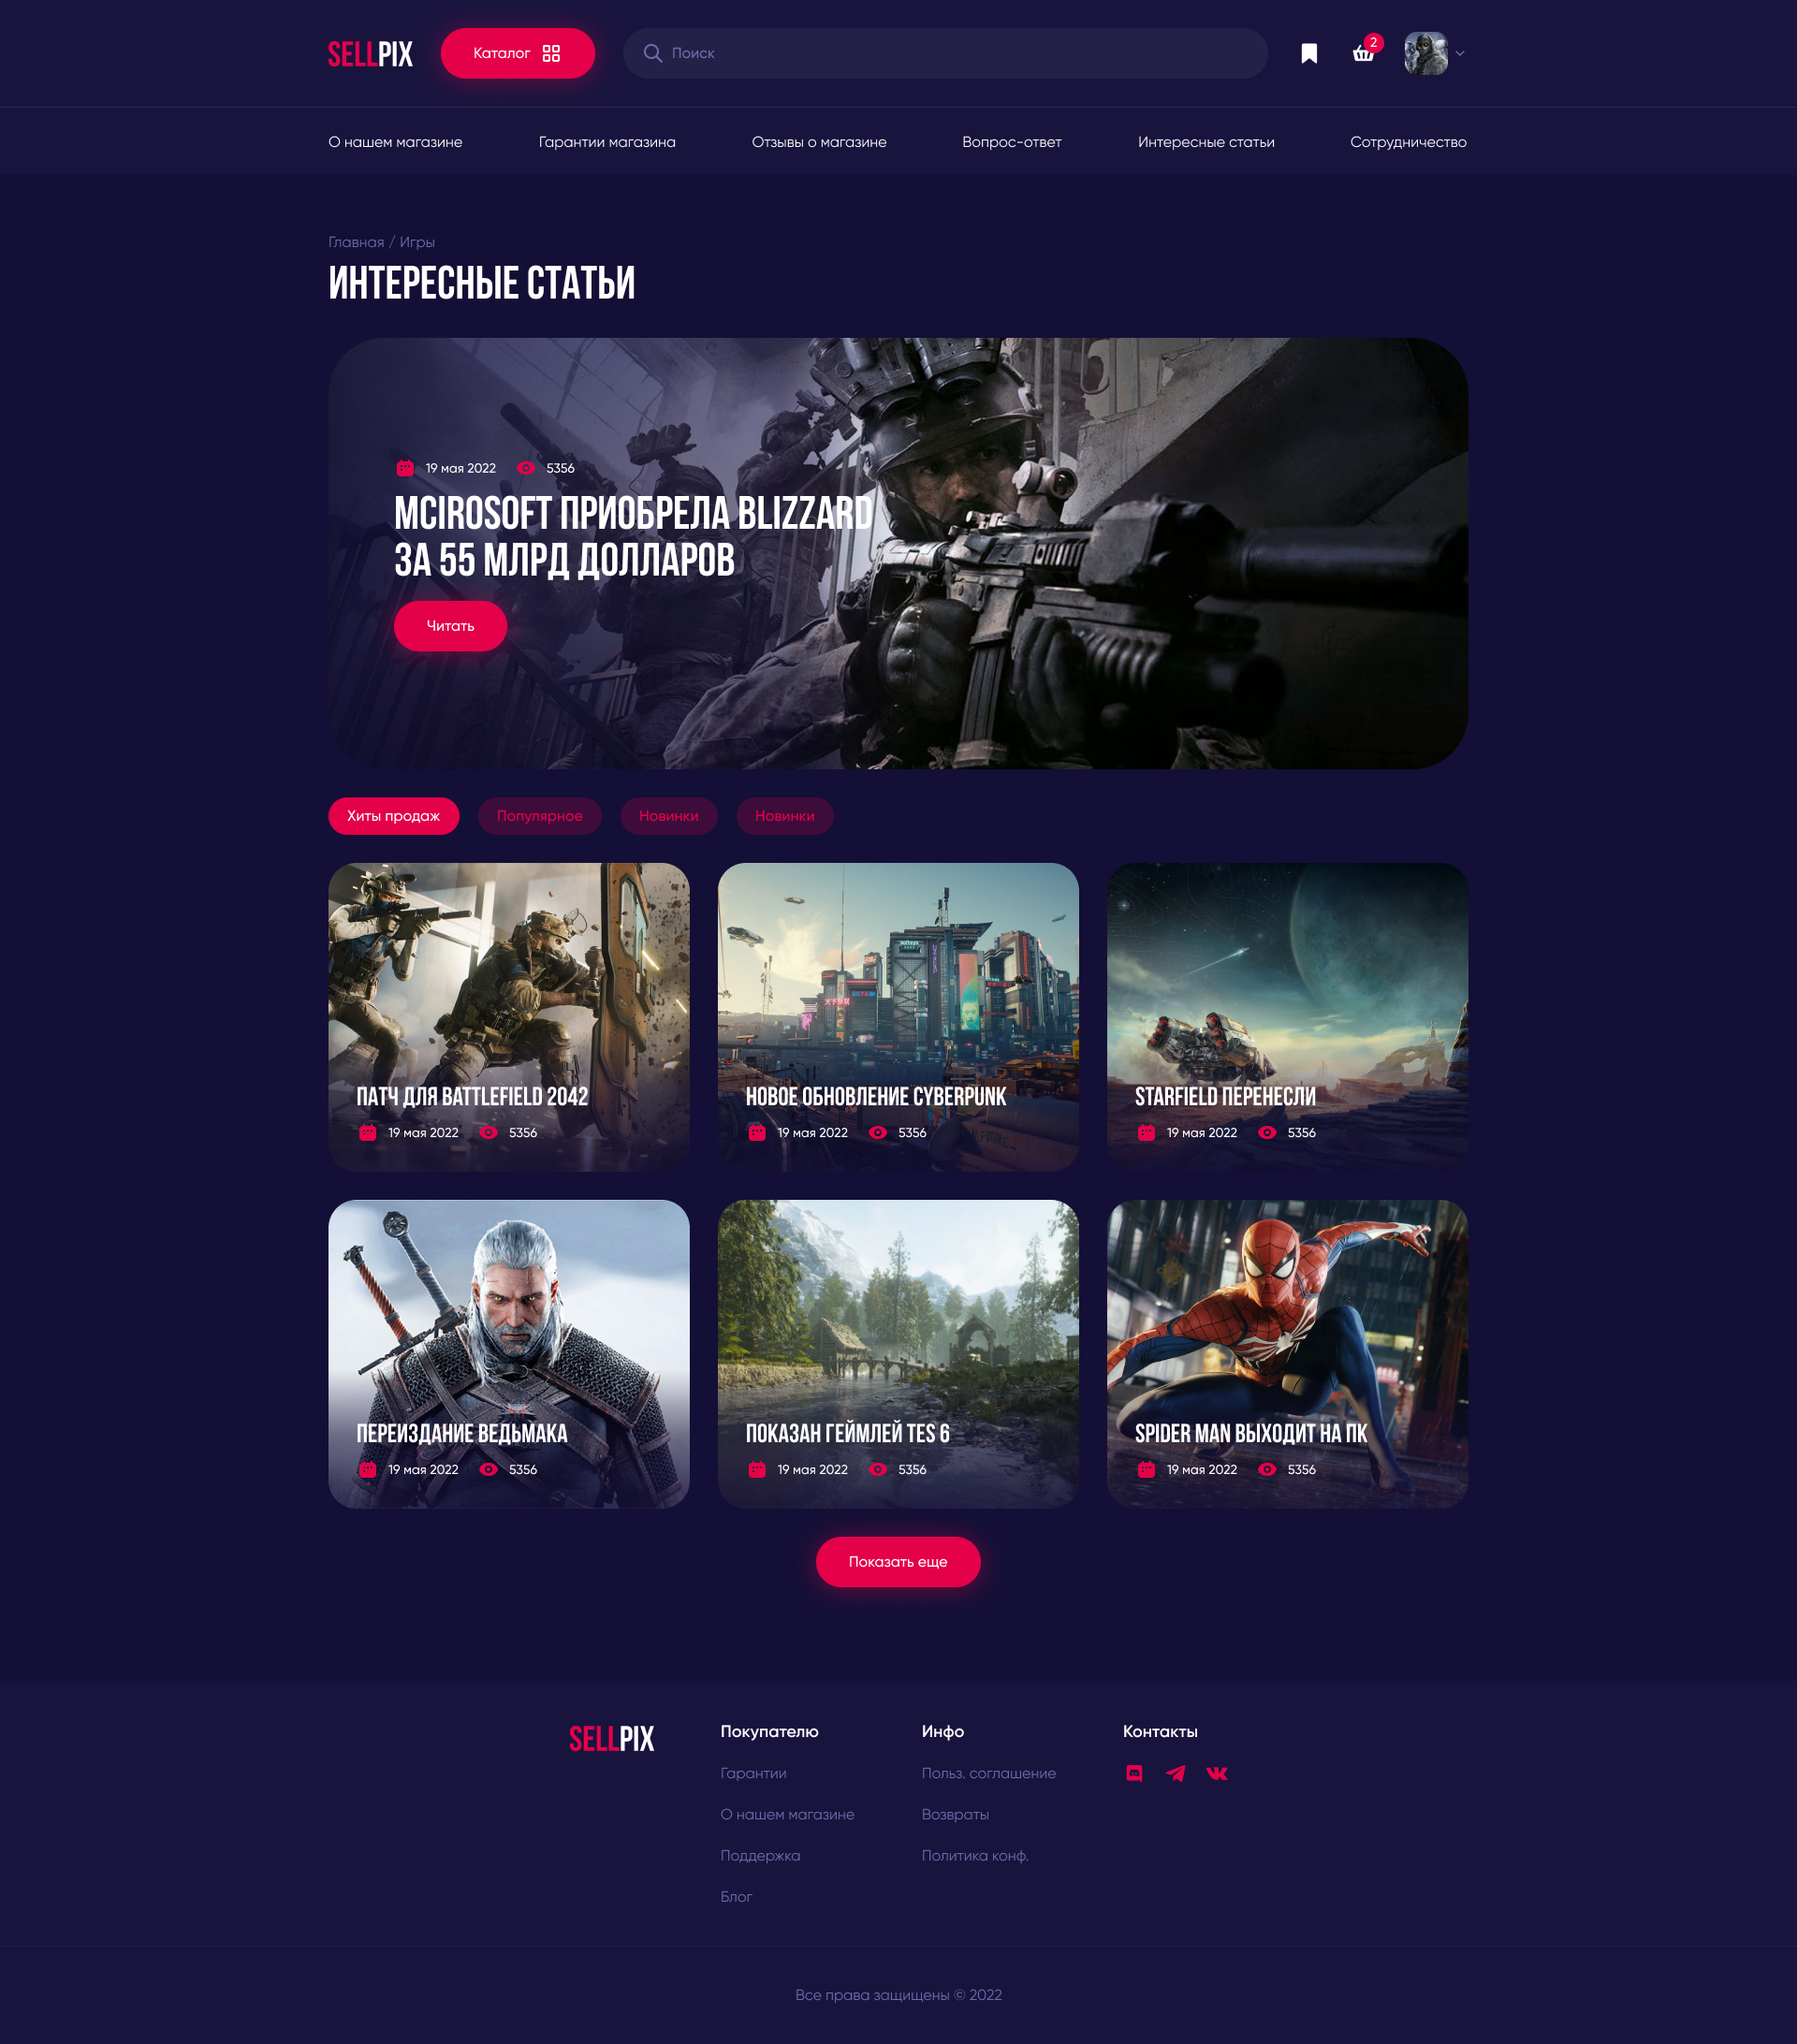 SELLPIX
Каталог
Поиск
2
О нашем магазине
Гарантии магазина
Отзывы о магазине
Вопрос-ответ
Интересные статьи
Сотрудничество
Главная / Игры
ИНТЕРЕСНЫЕ СТАТЬИ
19 мая 2022 5356
MCIROSOFT ПРИОБРЕЛА BLIZZARD
ЗА 55 МЛРД ДОЛЛАРОВ
Читать
Хиты продаж
Популярное
Новинки
Новинки
ПАТЧ ДЛЯ BATTLEFIELD 2042
19 мая 2022 5356
НОВОЕ ОБНОВЛЕНИЕ CYBERPUNK
19 мая 2022 5356
STARFIELD ПЕРЕНЕСЛИ
19 мая 2022 5356
ПЕРЕИЗДАНИЕ ВЕДЬМАКА
19 мая 2022 5356
ПОКАЗАН ГЕЙМЛЕЙ TES 6
19 мая 2022 5356
SPIDER MAN ВЫХОДИТ НА ПК
19 мая 2022 5356
Показать еще
SELLPIX
Покупателю
Гарантии
О нашем магазине
Поддержка
Блог
Инфо
Польз. соглашение
Возвраты
Политика конф.
Контакты
Все права защищены © 2022